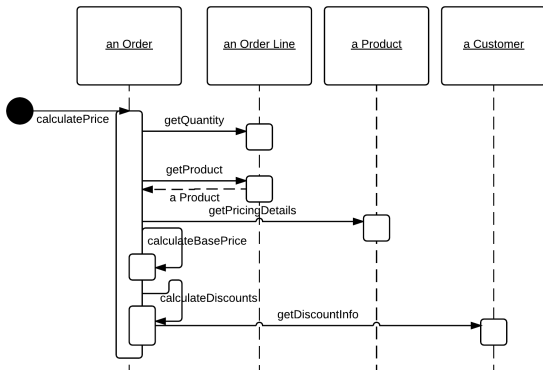 an Order
an Order Line
a Product
a Customer
calculatePrice
getQuantity
getProduct
a Product
getPricingDetails
calculateBasePrice
calculateDiscounts
getDiscountInfo